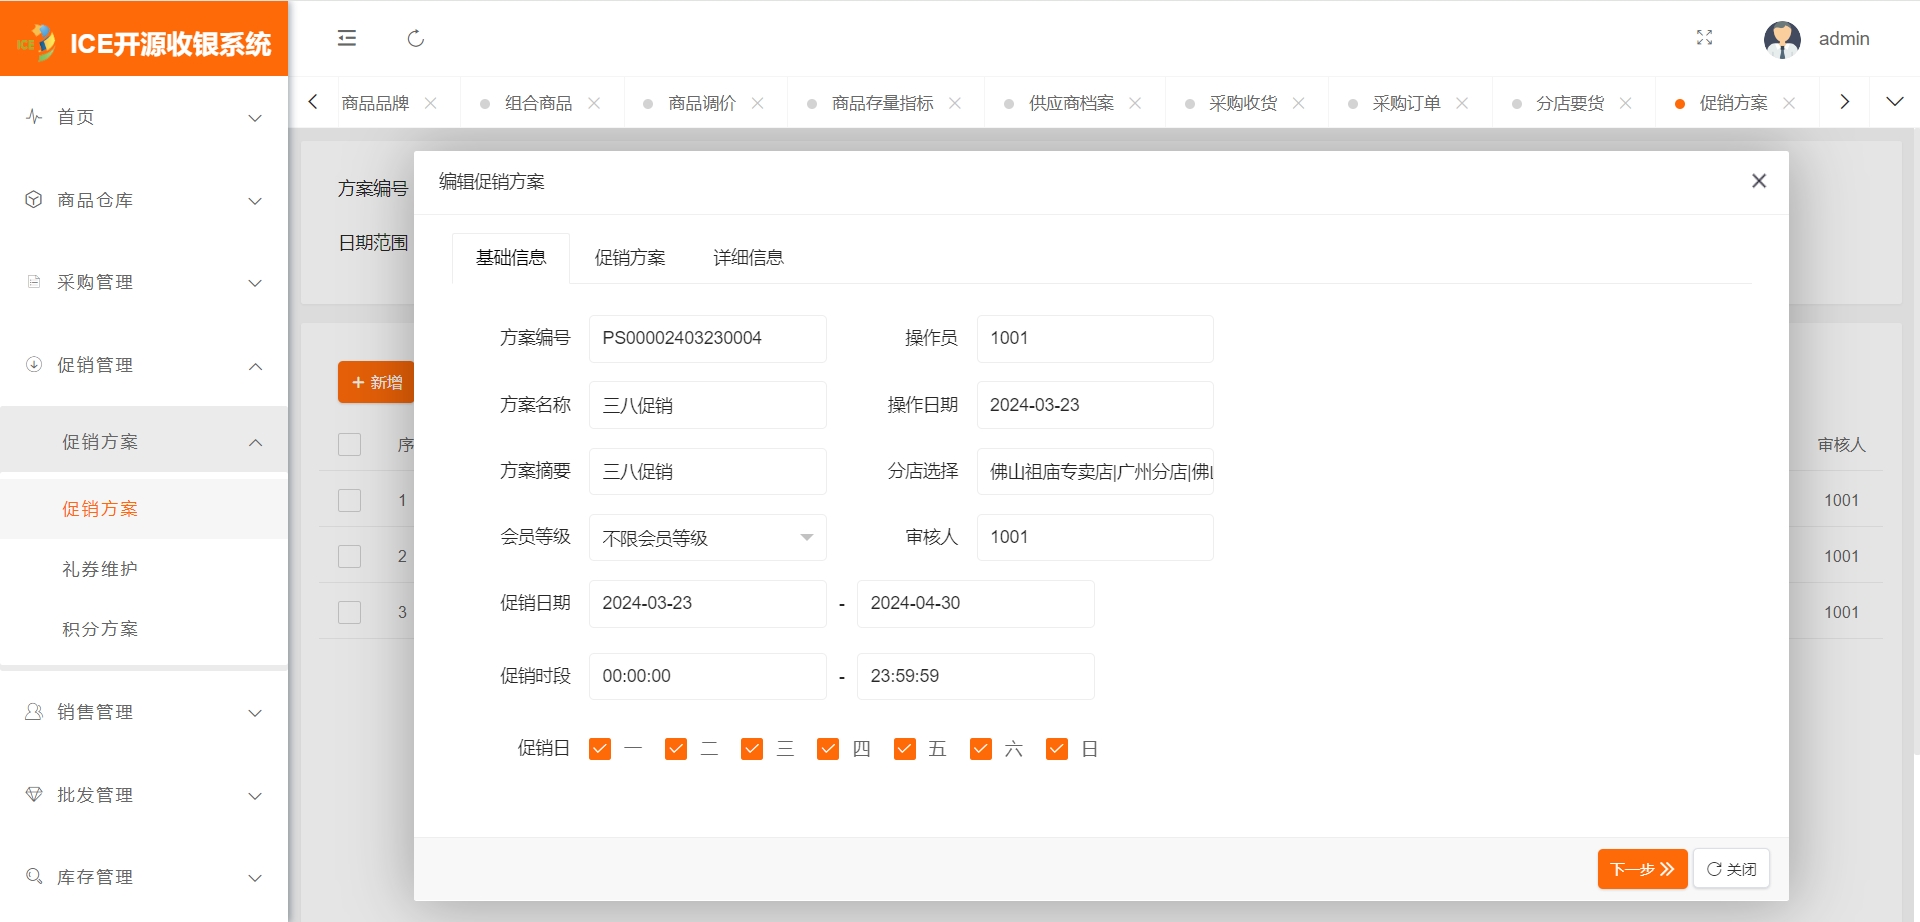 ICE开源收银系统
admin
商品品牌
组合商品
商品调价
商品存量指标
供应商档案
采购收货
采购订单
分店要货
促销方案
首页
商品仓库
采购管理
促销管理
促销方案
促销方案
礼券维护
积分方案
销售管理
批发管理
库存管理
方案编号
日期范围
+ 新增
序
审核人
1
1001
2
1001
3
1001
编辑促销方案
基础信息
促销方案
详细信息
方案编号 PS00002403230004 操作员 1001
方案名称 三八促销 操作日期 2024-03-23
方案摘要 三八促销 分店选择 佛山祖庙专卖店|广州分店|佛山
会员等级 不限会员等级 审核人 1001
促销日期 2024-03-23 - 2024-04-30
促销时段 00:00:00 - 23:59:59
促销日 一 二 三 四 五 六 日
下一步
关闭